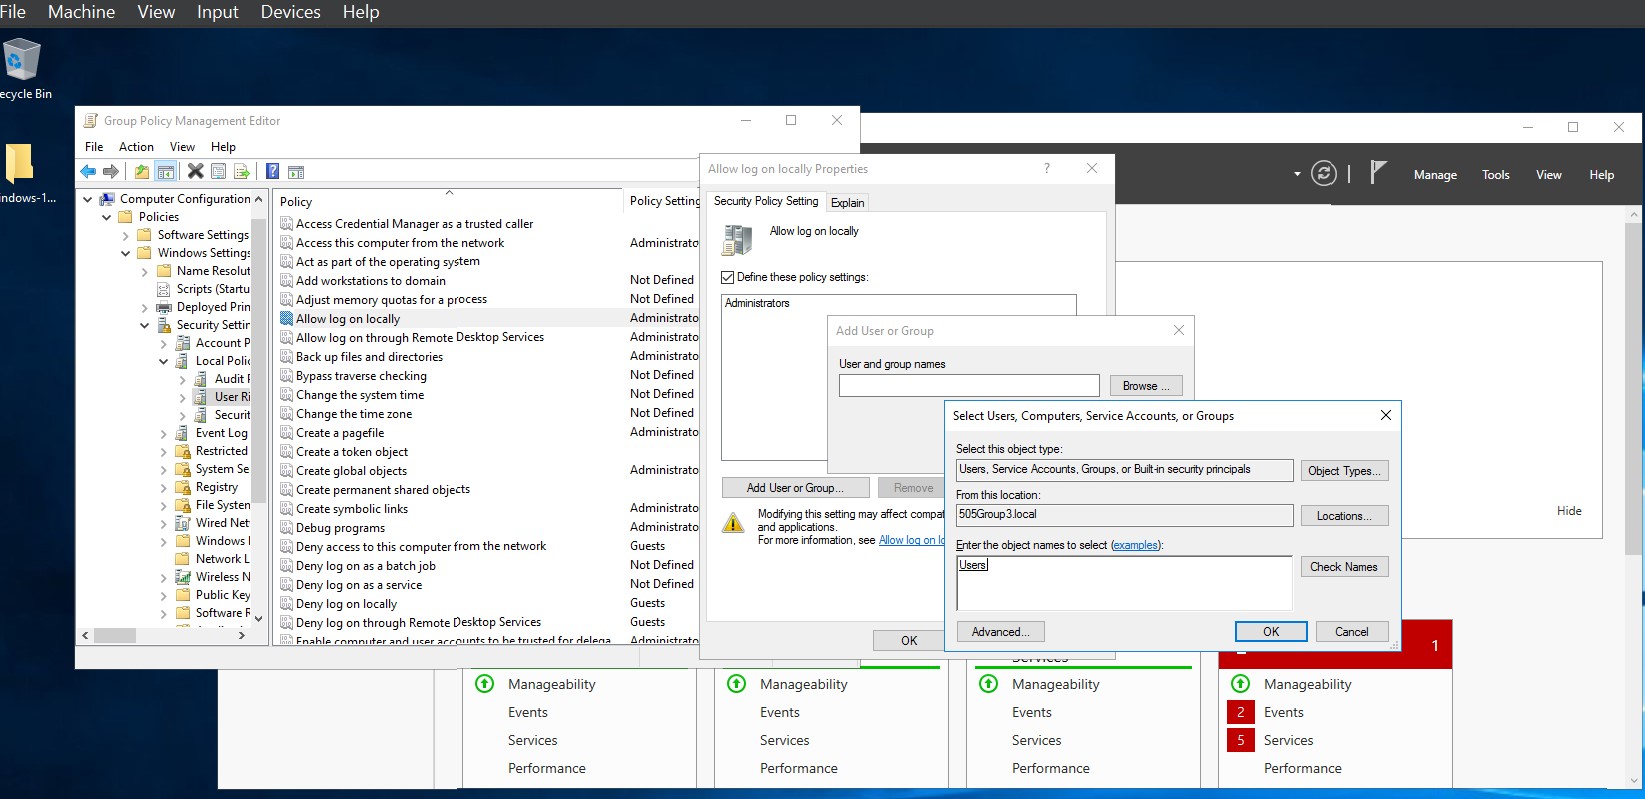 File Machine View Input Devices Help
ecycle Bin
indows-1...
Group Policy Management Editor
File Action View Help
Computer Configuration
Policies
Software Settings
Windows Settings
Name Resolut
Scripts (Startu
Deployed Prin
Security Settin
Account P
Local Polic
Audit P
User Ri
Securit
Event Log
Restricted
System Se
Registry
File System
Wired Net
Windows
Network L
Wireless N
Public Key
Software R
Policy Policy Setting
Access Credential Manager as a trusted caller
Access this computer from the network Administrato
Act as part of the operating system
Add workstations to domain Not Defined
Adjust memory quotas for a process Not Defined
Allow log on locally Administrato
Allow log on through Remote Desktop Services Administrato
Back up files and directories Administrato
Bypass traverse checking Not Defined
Change the system time Not Defined
Change the time zone Not Defined
Create a pagefile Administrato
Create a token object
Create global objects Administrato
Create permanent shared objects
Create symbolic links Administrato
Debug programs Administrato
Deny access to this computer from the network Guests
Deny log on as a batch job Not Defined
Deny log on as a service Not Defined
Deny log on locally Guests
Deny log on through Remote Desktop Services Guests
Enable computer and user accounts to be trusted for delega Administrato
Allow log on locally Properties ?
Security Policy Setting Explain
Allow log on locally
Define these policy settings:
Administrators
Add User or Group... Remove
Modifying this setting may affect compat
and applications.
For more information, see Allow log on lo
OK
Add User or Group
User and group names
Browse ...
Select Users, Computers, Service Accounts, or Groups
Select this object type:
Users, Service Accounts, Groups, or Built-in security principals
Object Types...
From this location:
505Group3.local
Locations...
Enter the object names to select (examples):
Users
Check Names
Advanced... OK Cancel
Manage Tools View Help
Hide
Services
1
Manageability
Events
Services
Performance
Manageability
Events
Services
Performance
Manageability
Events
Services
Performance
Manageability
2 Events
5 Services
Performance